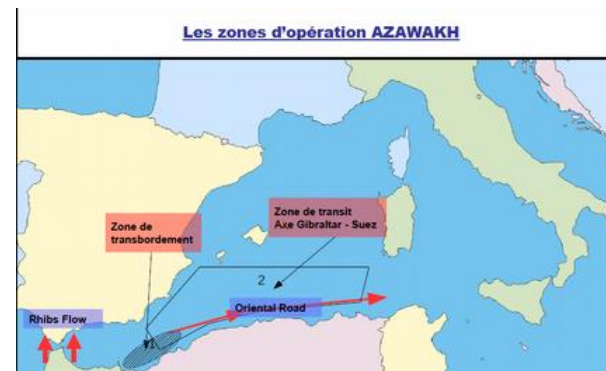 Les zones d'opération AZAWAKH
Zone de
transbordement
Zone de transit
Axe Gibraltar - Suez
2
Rhibs Flow
Oriental Road
1